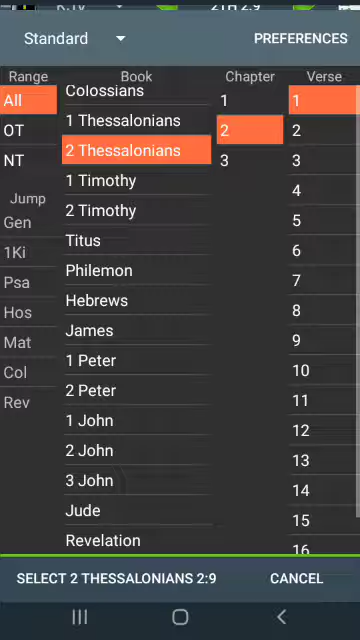 2TH 2:9
Standard
PREFERENCES
Range Book Chapter Verse
All
OT
NT
Jump
Gen
1Ki
Psa
Hos
Mat
Col
Rev
Colossians
1 Thessalonians
2 Thessalonians
1 Timothy
2 Timothy
Titus
Philemon
Hebrews
James
1 Peter
2 Peter
1 John
2 John
3 John
Jude
Revelation
1
2
3
1
2
3
4
5
6
7
8
9
10
11
12
13
14
15
16
SELECT 2 THESSALONIANS 2:9
CANCEL